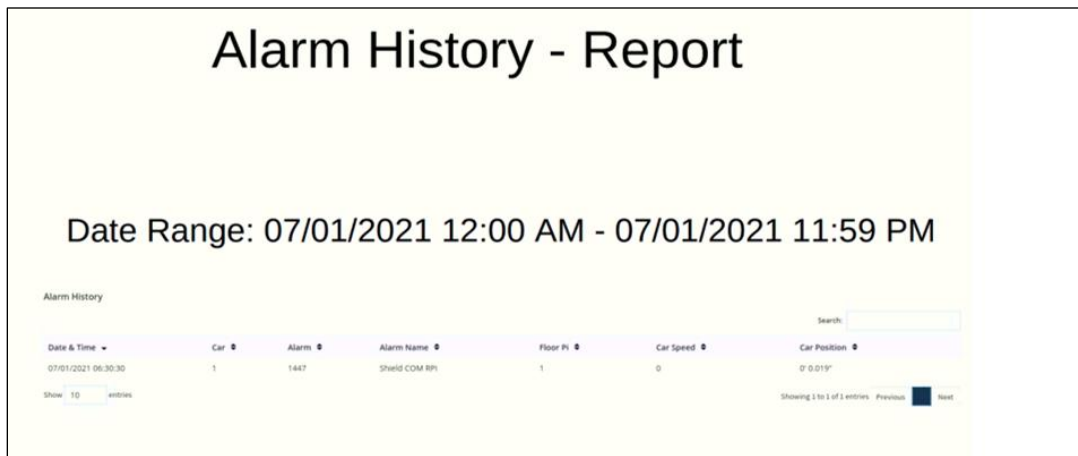 Alarm History - Report
Date Range: 07/01/2021 12:00 AM - 07/01/2021 11:59 PM
Alarm History
Search:
Date & Time Car Alarm Alarm Name Floor Pi Car Speed Car Position
07/01/2021 06:30:30 1 1447 Shield COM RPI 1 0 0' 0.019"
Show 10 entries Showing 1 to 1 of 1 entries Previous Next